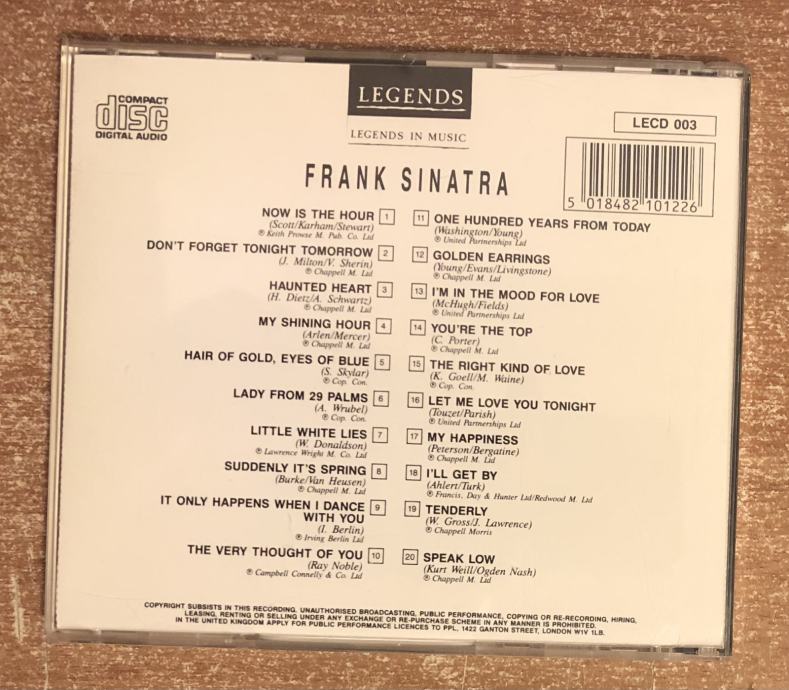 COMPACT
disc
DIGITAL AUDIO
LEGENDS
LEGENDS IN MUSIC
LECD 003
5 018482 101226
FRANK SINATRA
NOW IS THE HOUR 1
(Scott/Karham/Stewart)
℗ Keith Prowse M. Pub. Co. Ltd
DON'T FORGET TONIGHT TOMORROW 2
(J. Milton/V. Sherin)
℗ Chappell M. Ltd
HAUNTED HEART 3
(H. Dietz/A. Schwartz)
℗ Chappell M. Ltd
MY SHINING HOUR 4
(Arlen/Mercer)
℗ Chappell M. Ltd
HAIR OF GOLD, EYES OF BLUE 5
(S. Skylar)
℗ Cop. Con.
LADY FROM 29 PALMS 6
(A. Wrubel)
℗ Cop. Con.
LITTLE WHITE LIES 7
(W. Donaldson)
℗ Lawrence Wright M. Co. Ltd
SUDDENLY IT'S SPRING 8
(Burke/Van Heusen)
℗ Chappell M. Ltd
IT ONLY HAPPENS WHEN I DANCE 9
WITH YOU
(I. Berlin)
℗ Irving Berlin Ltd
THE VERY THOUGHT OF YOU 10
(Ray Noble)
℗ Campbell Connelly & Co. Ltd
11 ONE HUNDRED YEARS FROM TODAY
(Washington/Young)
℗ United Partnerships Ltd
12 GOLDEN EARRINGS
(Young/Evans/Livingstone)
℗ Chappell M. Ltd
13 I'M IN THE MOOD FOR LOVE
(McHugh/Fields)
℗ United Partnerships Ltd
14 YOU'RE THE TOP
(C. Porter)
℗ Chappell M. Ltd
15 THE RIGHT KIND OF LOVE
(K. Goell/M. Waine)
℗ Cop. Con.
16 LET ME LOVE YOU TONIGHT
(Touzet/Parish)
℗ United Partnerships Ltd
17 MY HAPPINESS
(Peterson/Bergatine)
℗ Chappell M. Ltd
18 I'LL GET BY
(Ahlert/Turk)
℗ Francis, Day & Hunter Ltd/Redwood M. Ltd
19 TENDERLY
(W. Gross/J. Lawrence)
℗ Chappell Morris
20 SPEAK LOW
(Kurt Weill/Ogden Nash)
℗ Chappell M. Ltd
COPYRIGHT SUBSISTS IN THIS RECORDING, UNAUTHORISED BROADCASTING, PUBLIC PERFORMANCE, COPYING OR RE-RECORDING, HIRING,
LEASING, RENTING OR SELLING UNDER ANY EXCHANGE OR RE-PURCHASE SCHEME IN ANY MANNER IS PROHIBITED.
IN THE UNITED KINGDOM APPLY FOR PUBLIC PERFORMANCE LICENCES TO PPL, 1422 GANTON STREET, LONDON W1V 1LB.